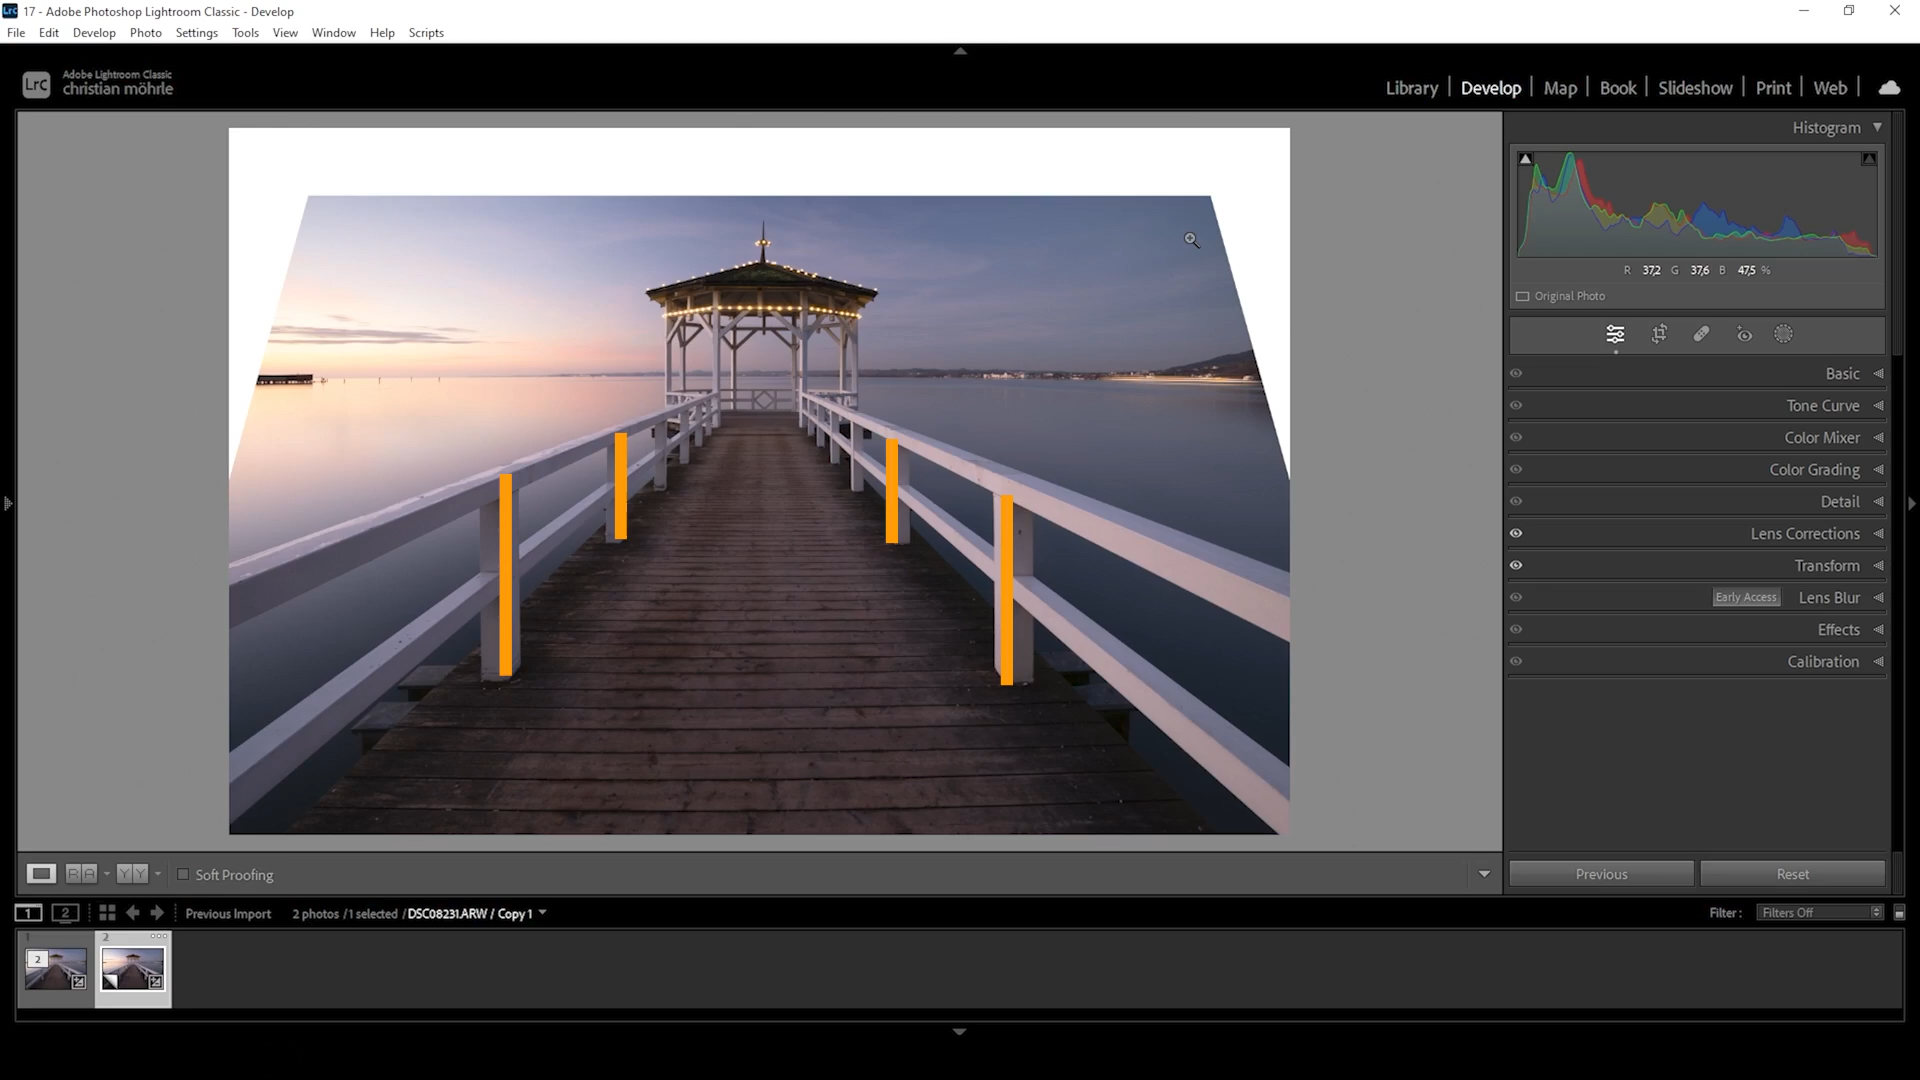 17 - Adobe Photoshop Lightroom Classic - Develop
File Edit Develop Photo Settings Tools View Window Help Scripts
LrC Adobe Lightroom Classic
christian möhrle
Library Develop Map Book Slideshow Print Web
Histogram
R 37,2 G 37,6 B 47,5 %
Original Photo
Basic
Tone Curve
Color Mixer
Color Grading
Detail
Lens Corrections
Transform
Early Access Lens Blur
Effects
Calibration
R A Y Y Soft Proofing
Previous Reset
1 2 Previous Import 2 photos / 1 selected / DSC08231.ARW / Copy 1
Filter : Filters Off
1 2
2